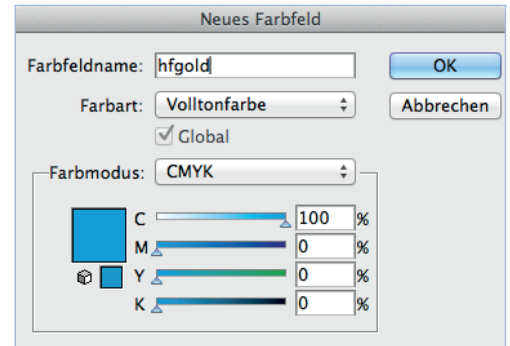 Neues Farbfeld
Farbfeldname: hfgold
OK
Farbart: Volltonfarbe
Abbrechen
Global
Farbmodus: CMYK
C 100 %
M 0 %
Y 0 %
K 0 %